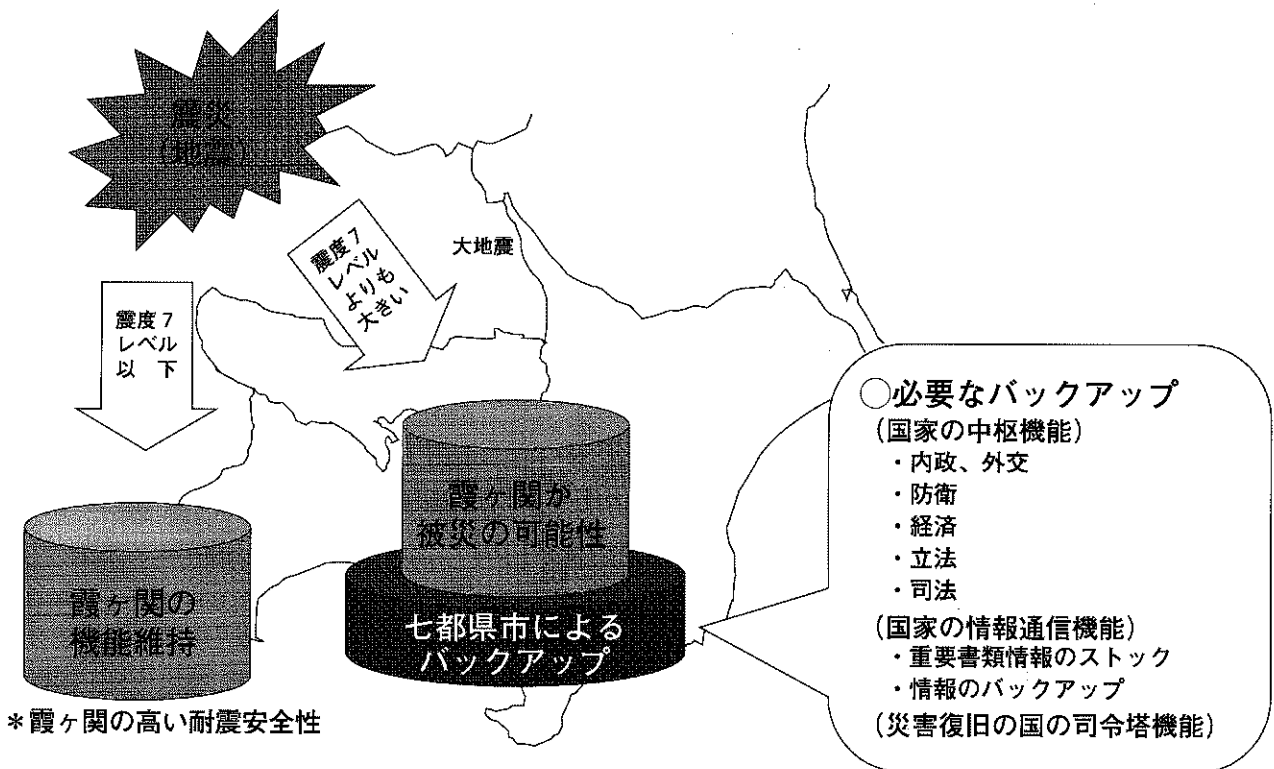 震災
（地震）
震度７
レベル
以　下
震度７
レベル
よりも
大きい
大地震
霞ヶ関の
機能維持
＊霞ヶ関の高い耐震安全性
霞ヶ関が
被災の可能性
七都県市による
バックアップ
○必要なバックアップ
（国家の中枢機能）
・内政、外交
・防衛
・経済
・立法
・司法
（国家の情報通信機能）
・重要書類情報のストック
・情報のバックアップ
（災害復旧の国の司令塔機能）